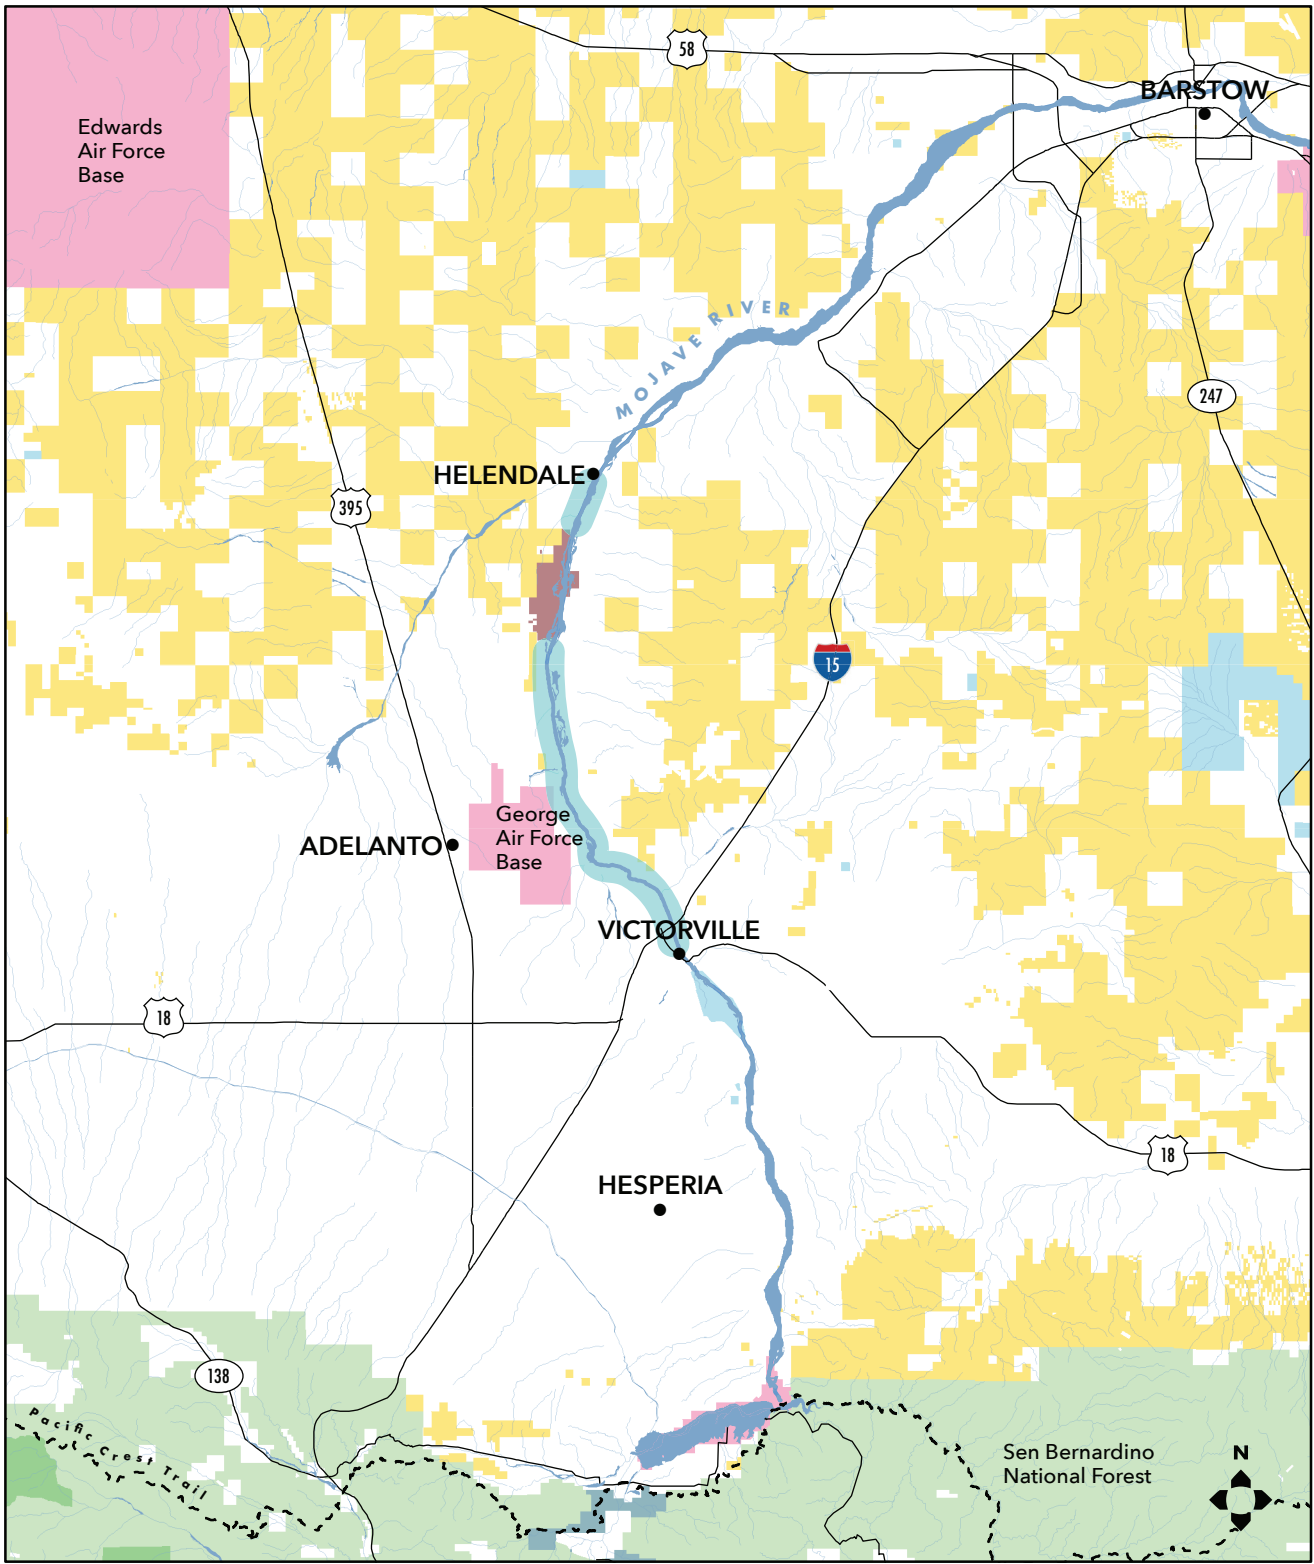 58
BARSTOW
Edwards
Air Force
Base
MOJAVE RIVER
247
HELENDALE
395
15
George
Air Force
Base
ADELANTO
VICTORVILLE
18
18
HESPERIA
138
Pacific Crest Trail
Sen Bernardino
National Forest
N